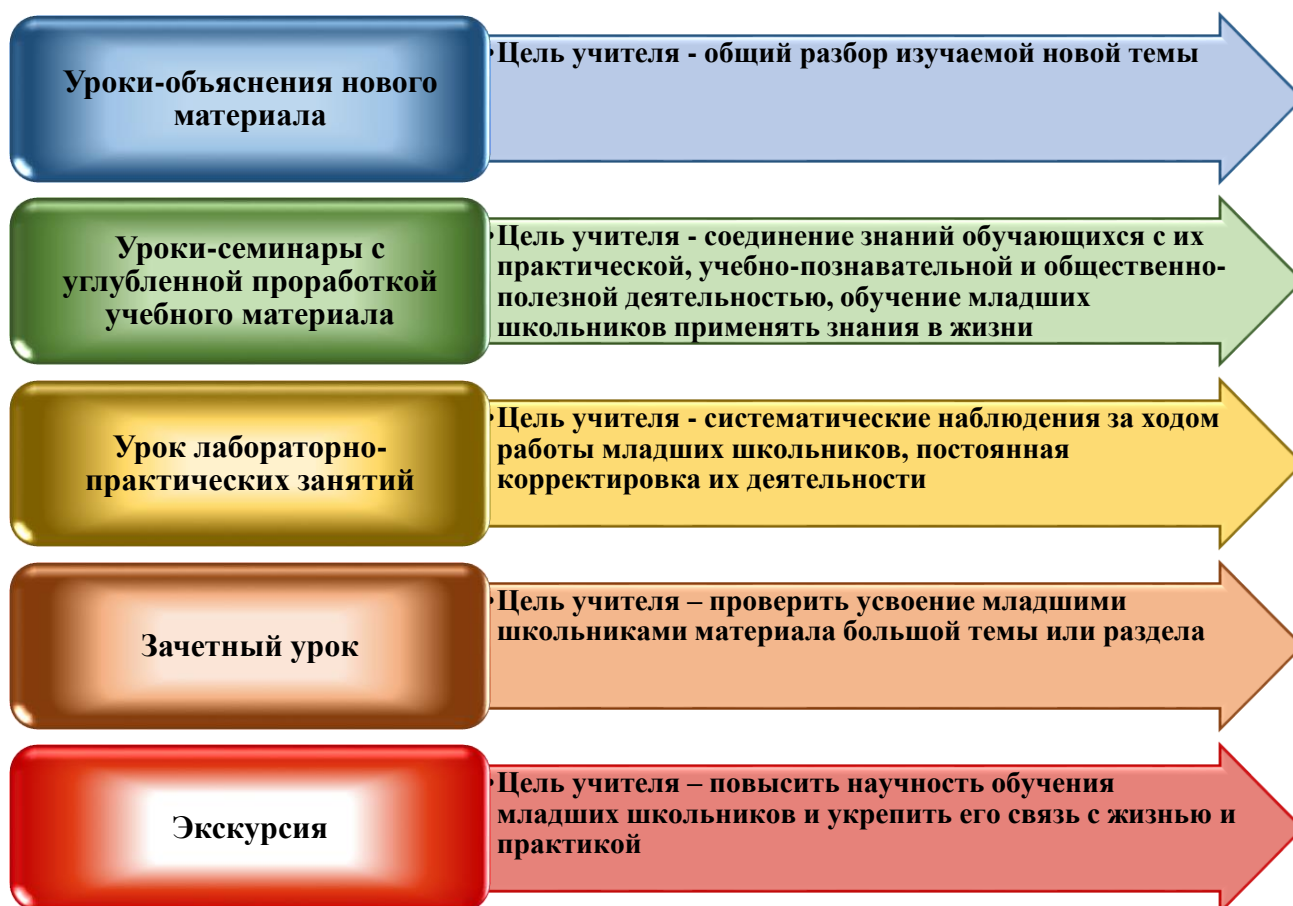 Уроки-объяснения нового
материала
•Цель учителя - общий разбор изучаемой новой темы
Уроки-семинары с
углубленной проработкой
учебного материала
•Цель учителя - соединение знаний обучающихся с их
практической, учебно-познавательной и общественно-
полезной деятельностью, обучение младших
школьников применять знания в жизни
Урок лабораторно-
практических занятий
•Цель учителя - систематические наблюдения за ходом
работы младших школьников, постоянная
корректировка их деятельности
Зачетный урок
•Цель учителя – проверить усвоение младшими
школьниками материала большой темы или раздела
Экскурсия
•Цель учителя – повысить научность обучения
младших школьников и укрепить его связь с жизнью и
практикой